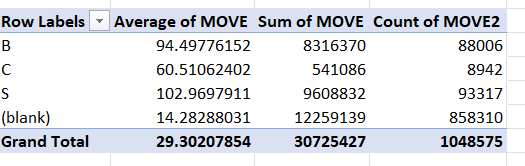 Row Labels Average of MOVE Sum of MOVE Count of MOVE2
B 94.49776152 8316370 88006
C 60.51062402 541086 8942
S 102.9697911 9608832 93317
(blank) 14.28288031 12259139 858310
Grand Total 29.30207854 30725427 1048575